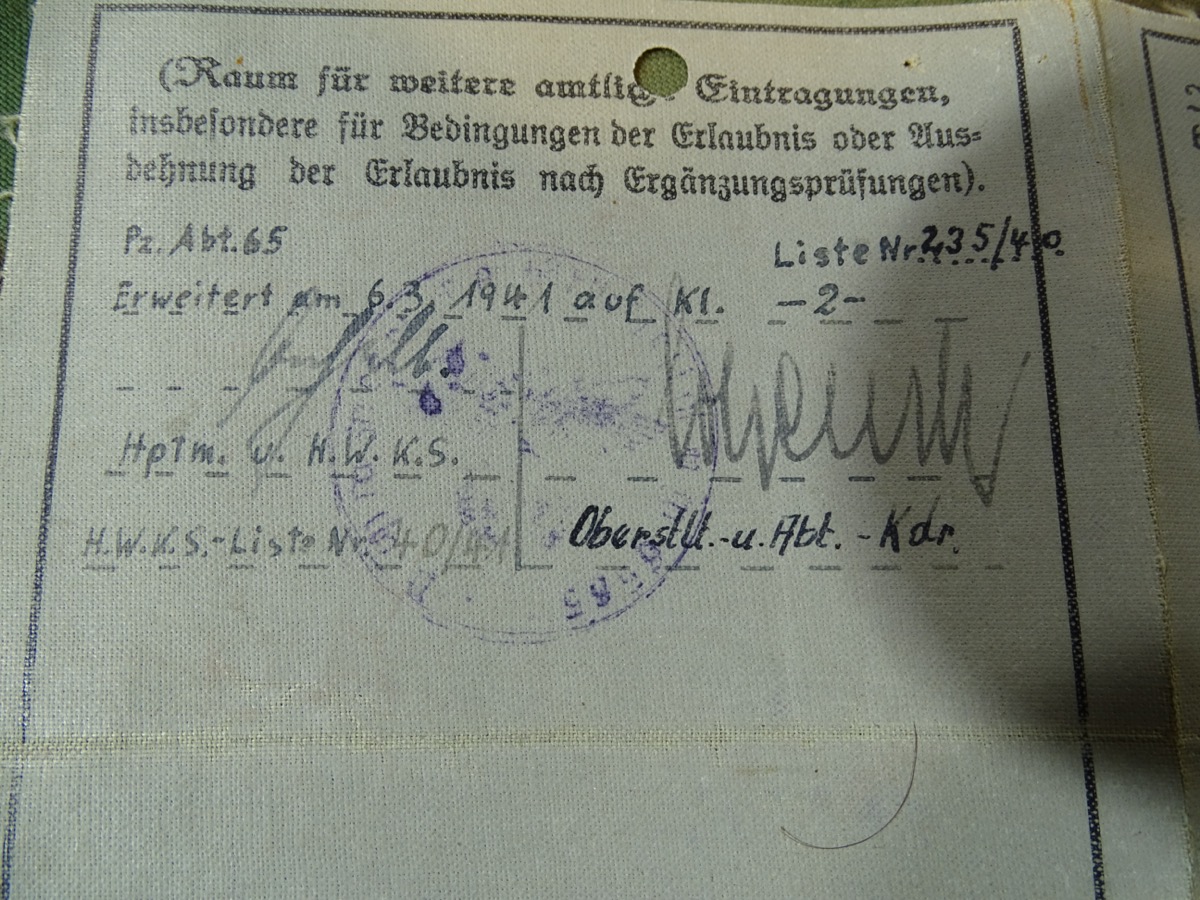 (Raum für weitere amtliche Eintragungen,
insbesondere für Bedingungen der Erlaubnis oder Aus-
dehnung der Erlaubnis nach Ergänzungsprüfungen).
Pz. Abt. 65 Liste Nr. 235/40.
Erweitert am 6.3. 1941 auf Kl. -2-
Hptm. u. H.W.K.S.
H.W.K.S.-Liste Nr. 40/41 Oberstlt.-u. Abt.-Kdr.